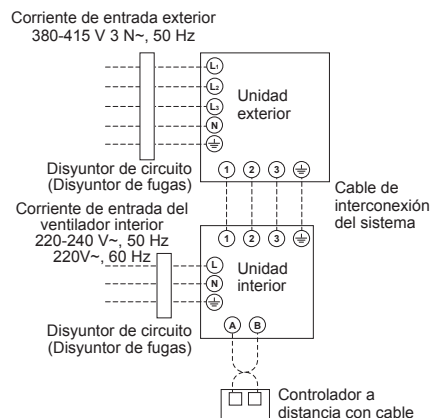 Corriente de entrada exterior
380-415 V 3 N~, 50 Hz
L1
L2
L3
N
Unidad
exterior
Disyuntor de circuito
(Disyuntor de fugas)
1 2 3
Cable de
interconexión
del sistema
Corriente de entrada del
ventilador interior
220-240 V~, 50 Hz
220V~, 60 Hz
1 2 3
L
N
Unidad
interior
Disyuntor de circuito
(Disyuntor de fugas)
A B
Controlador a
distancia con cable